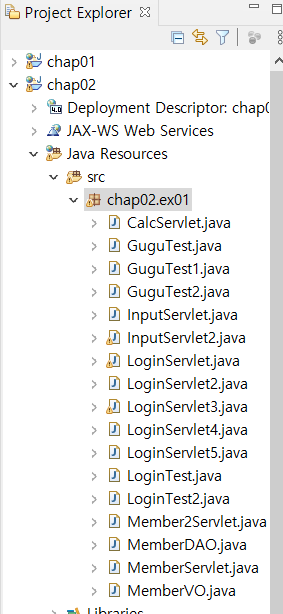 Project Explorer
chap01
chap02
Deployment Descriptor: chap0
JAX-WS Web Services
Java Resources
src
chap02.ex01
CalcServlet.java
GuguTest.java
GuguTest1.java
GuguTest2.java
InputServlet.java
InputServlet2.java
LoginServlet.java
LoginServlet2.java
LoginServlet3.java
LoginServlet4.java
LoginServlet5.java
LoginTest.java
LoginTest2.java
Member2Servlet.java
MemberDAO.java
MemberServlet.java
MemberVO.java
Libraries